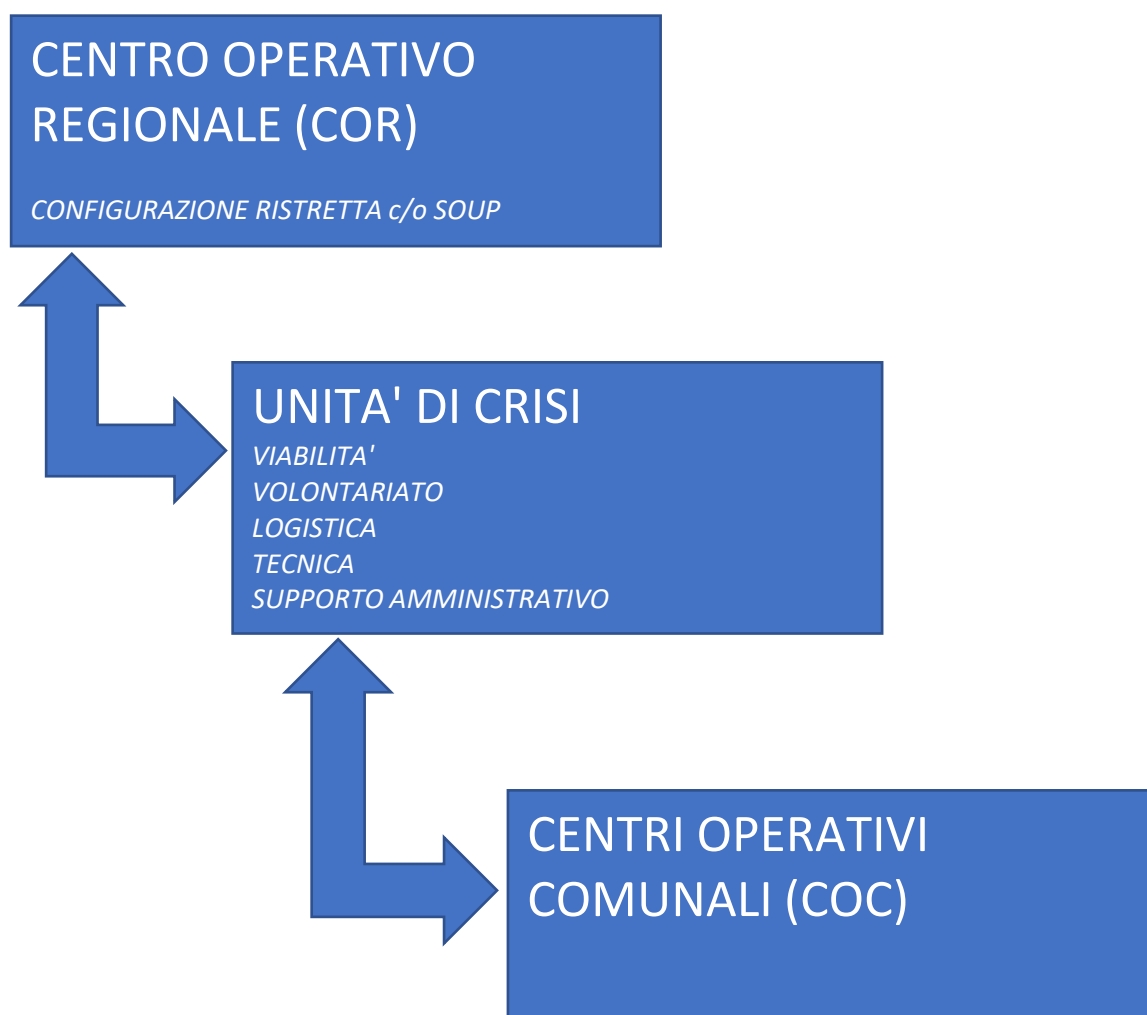 CENTRO OPERATIVO
REGIONALE (COR)
CONFIGURAZIONE RISTRETTA c/o SOUP
UNITA' DI CRISI
VIABILITA'
VOLONTARIATO
LOGISTICA
TECNICA
SUPPORTO AMMINISTRATIVO
CENTRI OPERATIVI
COMUNALI (COC)